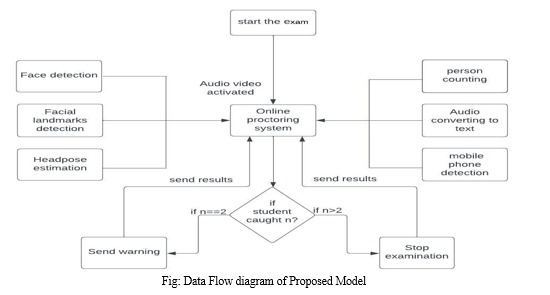 start the exam
Face detection
person
counting
Audio video
activated
Facial
landmarks
detection
Online
proctoring
system
Audio
converting to
text
Headpose
estimation
mobile
phone
detection
send results
send results
if n==2
if
student
caught n?
if n>2
Send warning
Stop
examination
Fig: Data Flow diagram of Proposed Model